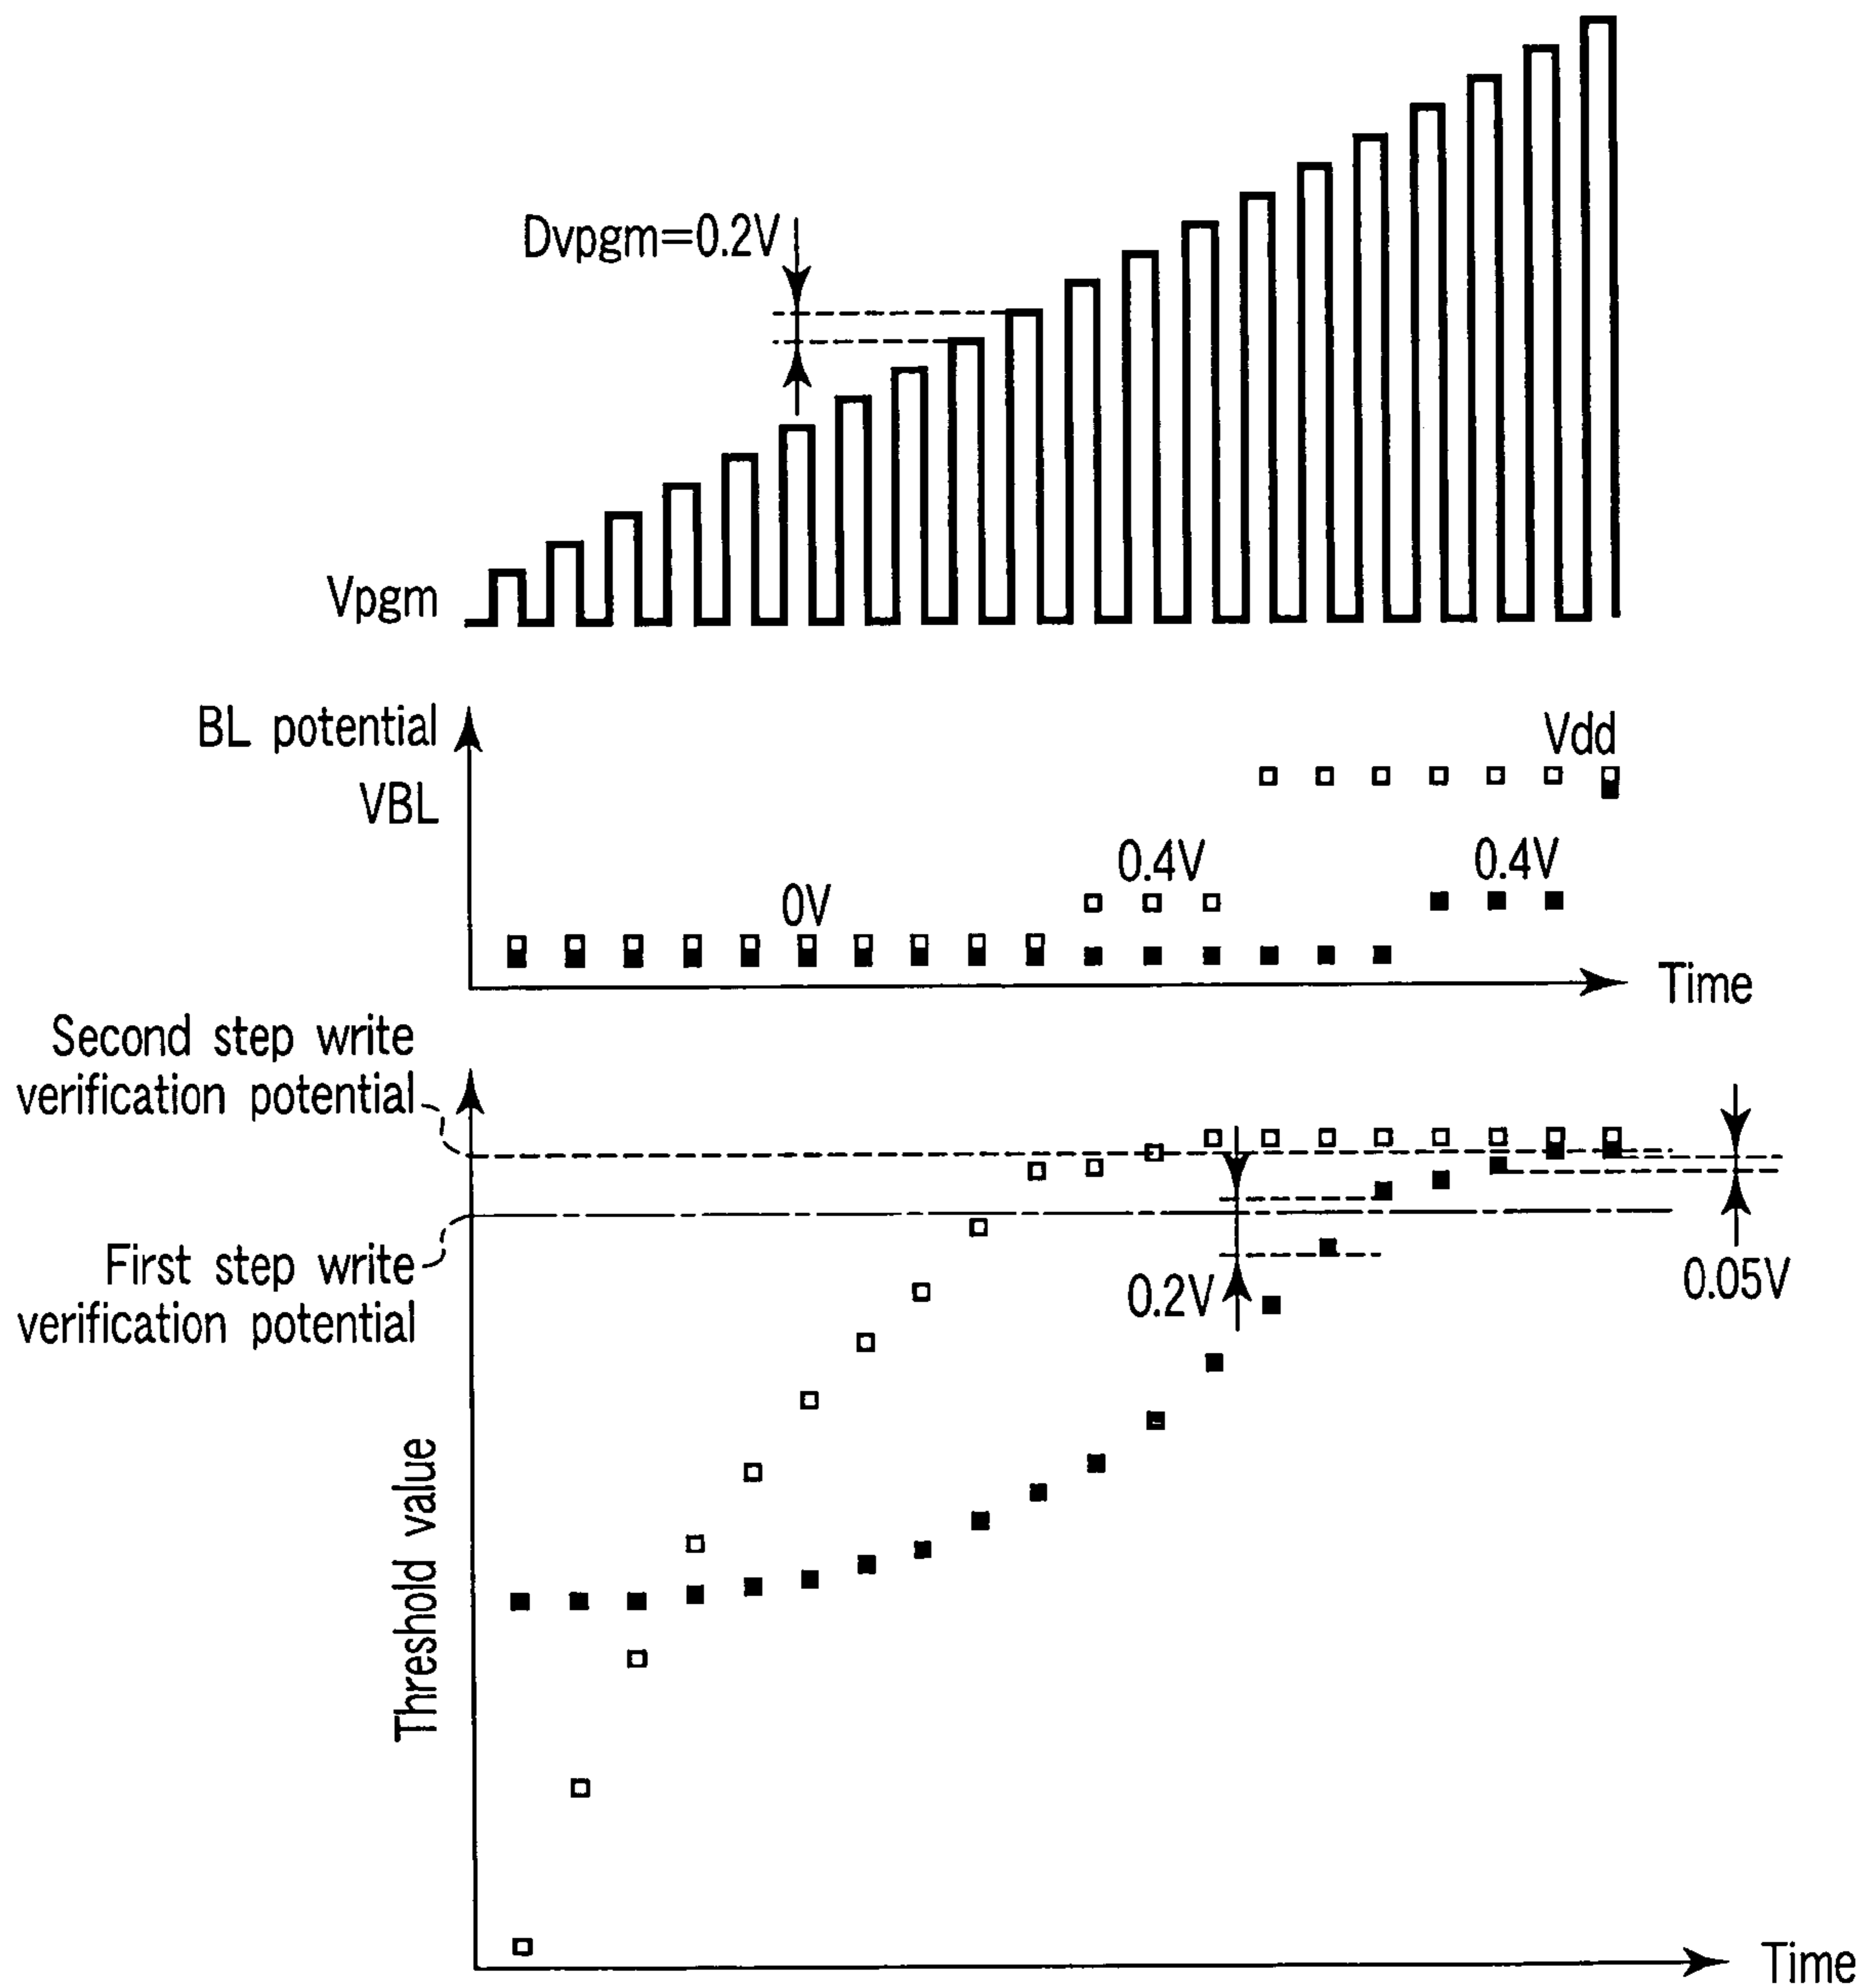 Dvpgm=0.2V
Vpgm
BL potential
VBL
Vdd
0.4V
0.4V
0V
Time
Second step write
verification potential
First step write
verification potential
0.2V
0.05V
Threshold value
Time